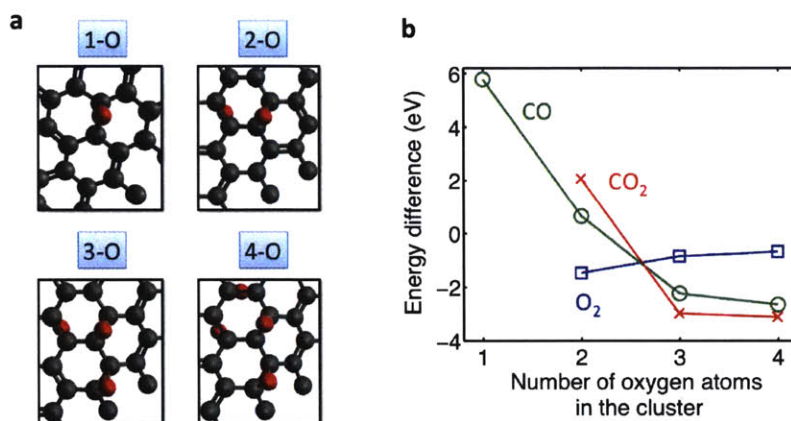 a
1-O
2-O
3-O
4-O
b
Energy difference (eV)
6
4
2
0
−2
−4
CO
CO₂
O₂
1
2
3
4
Number of oxygen atoms
in the cluster